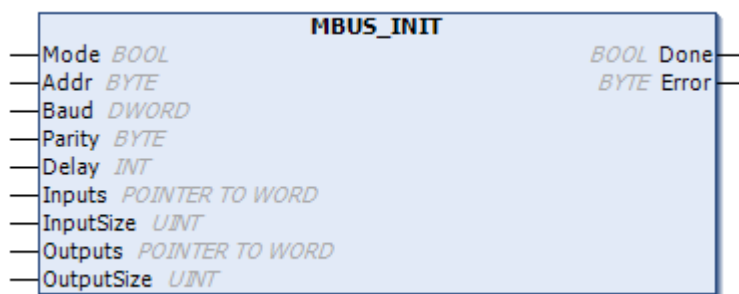 MBUS_INIT
Mode BOOL BOOL Done
Addr BYTE BYTE Error
Baud DWORD
Parity BYTE
Delay INT
Inputs POINTER TO WORD
InputSize UINT
Outputs POINTER TO WORD
OutputSize UINT